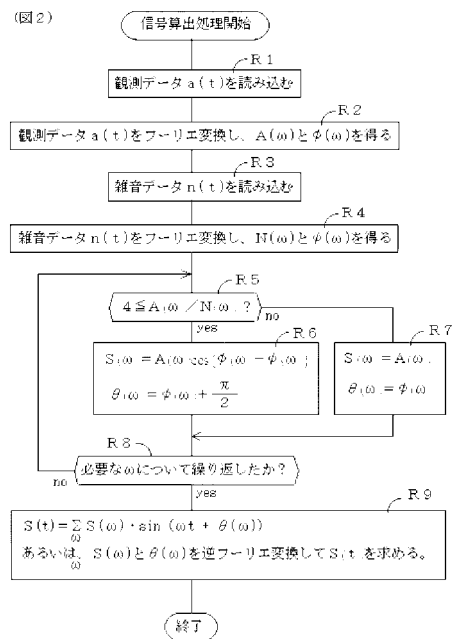 (図2)
信号算出処理開始
R1
観測データa(t)を読み込む
R2
観測データa(t)をフーリエ変換し、A(ω)とφ(ω)を得る
R3
雑音データn(t)を読み込む
R4
雑音データn(t)をフーリエ変換し、N(ω)とψ(ω)を得る
R5
4≦A(ω)／N(ω)?
no
yes
R6
R7
S(ω)=A(ω)
θ(ω)=φ(ω)+π/2
θ(ω)=φ(ω)
R8
必要なωについて繰り返したか?
no
yes
R9
S(t)=Σ S(ω)・sin (ωt + θ(ω))
ω
あるいは、S(ω)とθ(ω)を逆フーリエ変換してS(t)を求める。
ω
終了